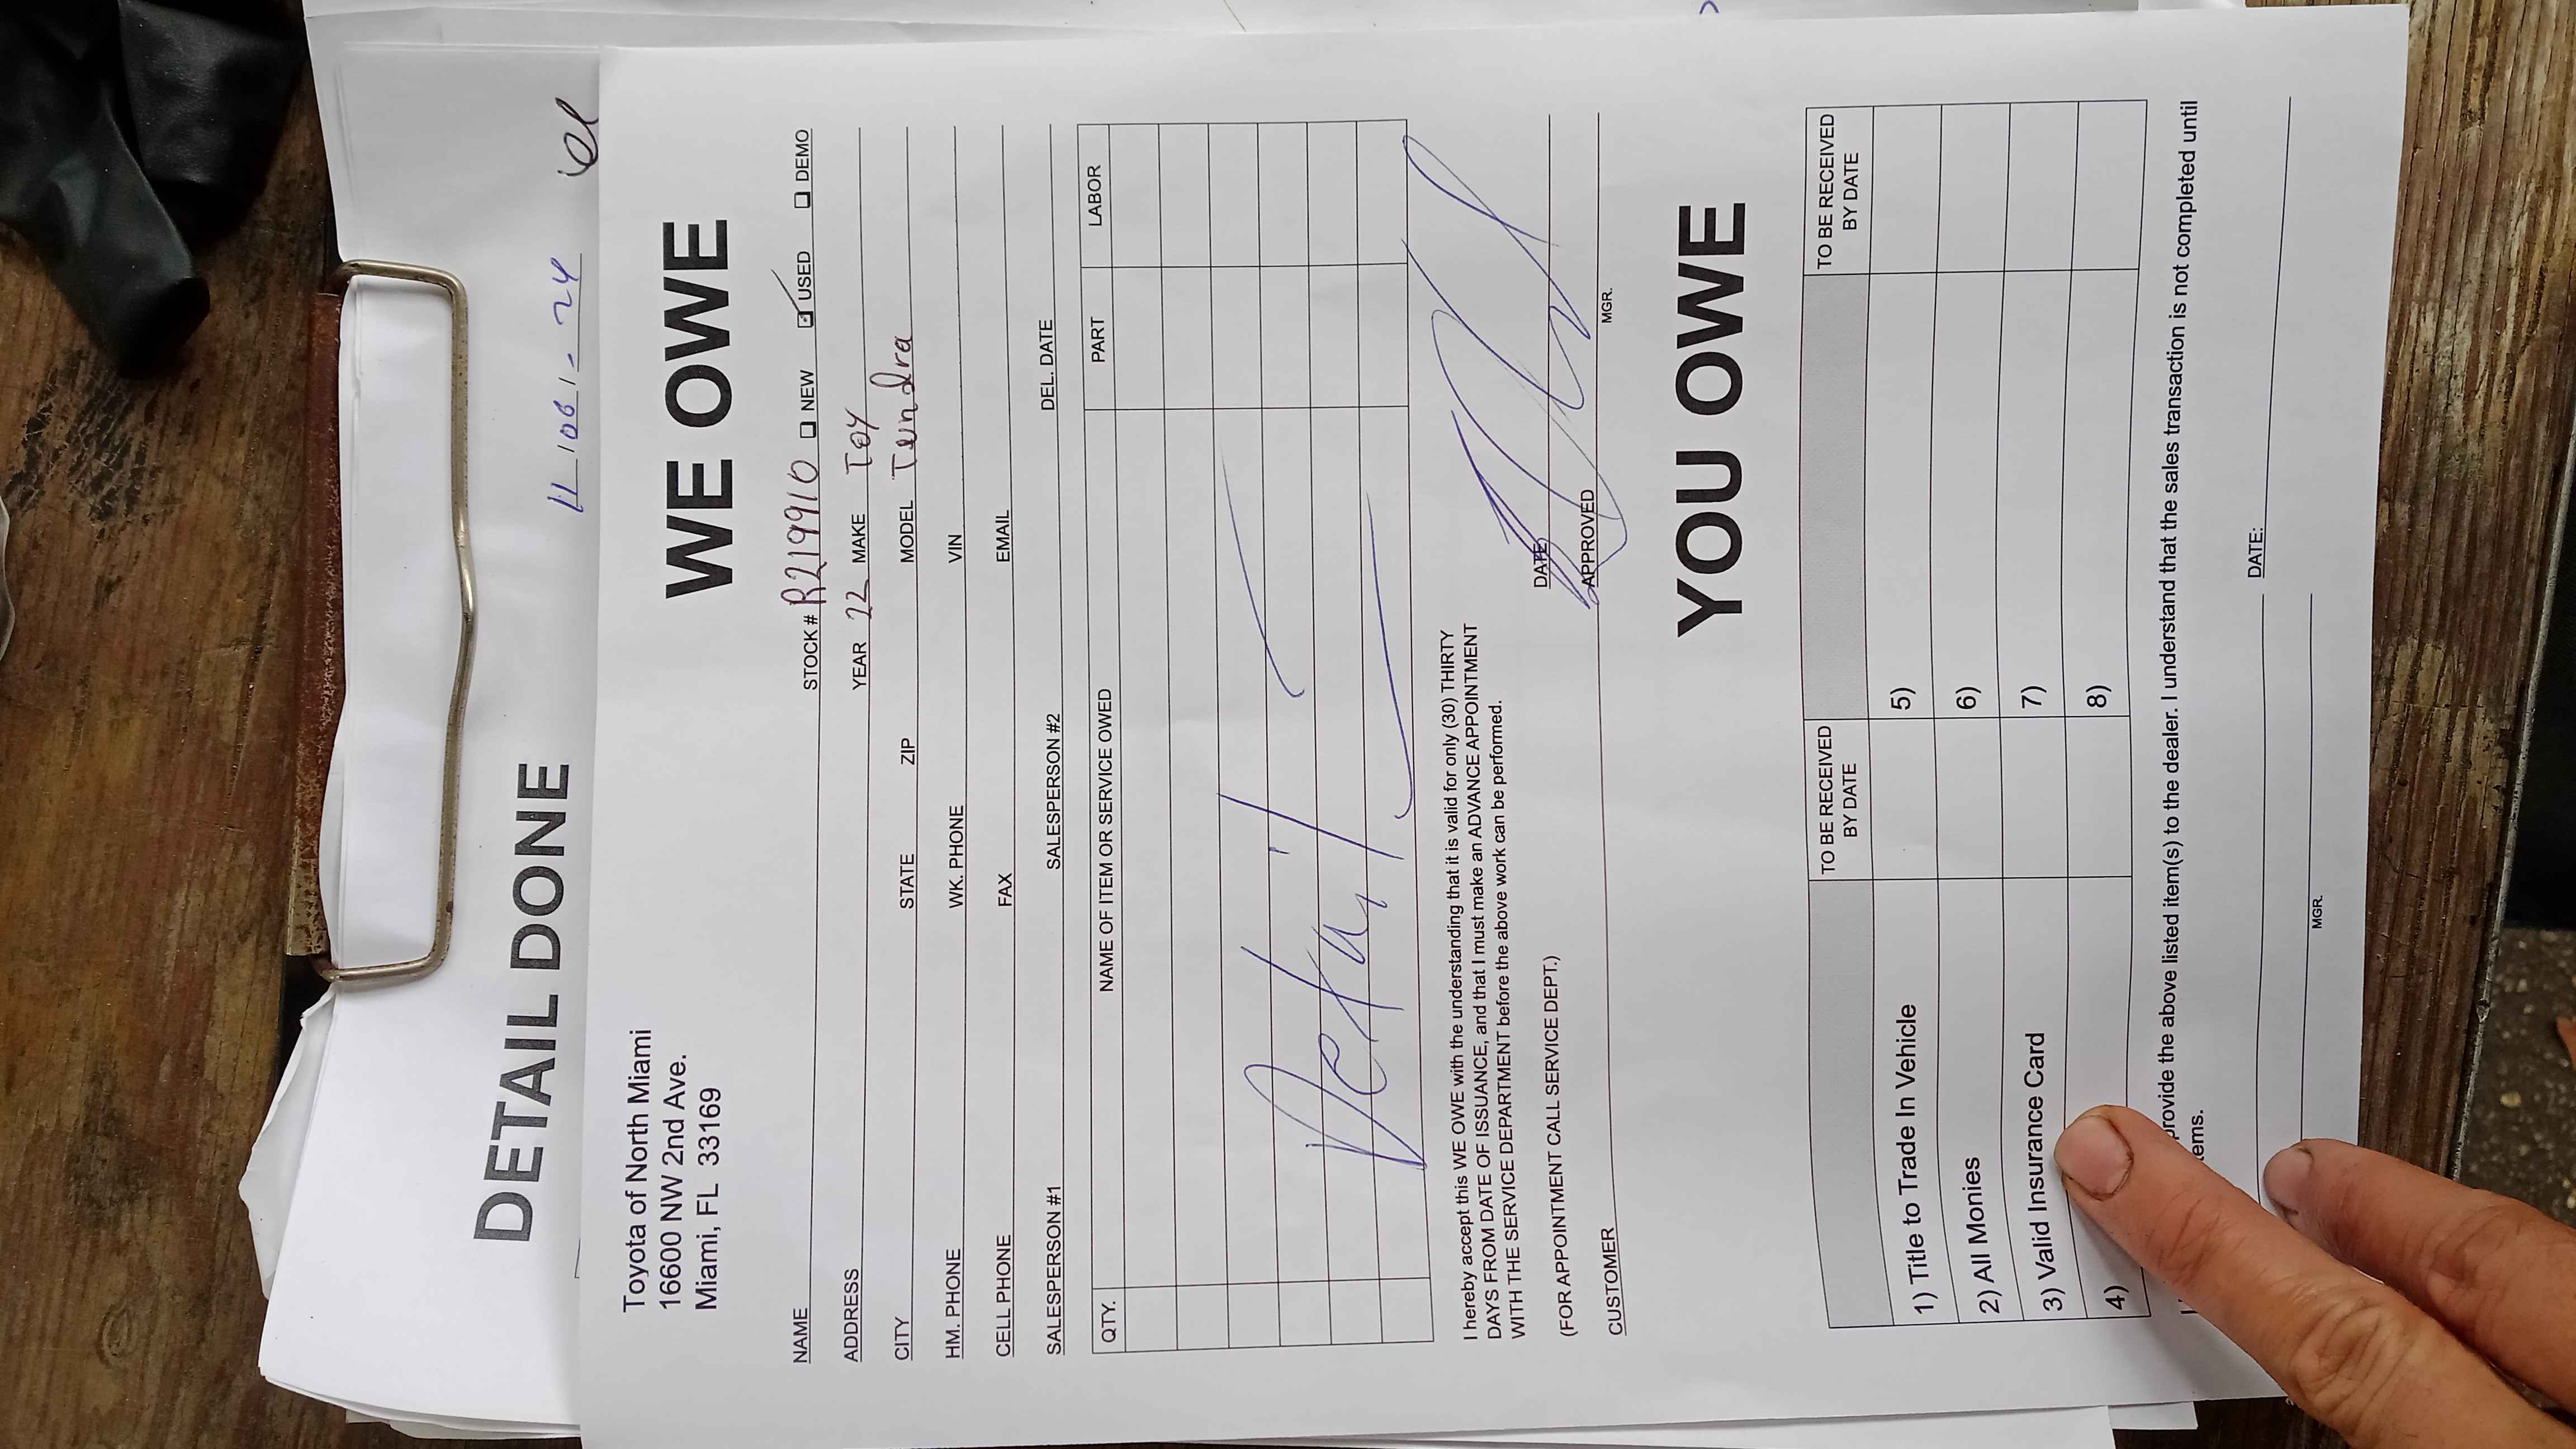 DETAIL DONE
Toyota of North Miami
16600 NW 2nd Ave.
Miami, FL 33169
WE OWE
NAME STOCK # R219910 NEW USED DEMO
ADDRESS YEAR 22 MAKE Toy
CITY STATE ZIP MODEL Tundra
HM. PHONE WK. PHONE VIN
CELL PHONE FAX EMAIL
SALESPERSON #1 SALESPERSON #2 DEL. DATE
QTY. NAME OF ITEM OR SERVICE OWED PART LABOR
Detail
I hereby accept this WE OWE with the understanding that it is valid for only (30) THIRTY
DAYS FROM DATE OF ISSUANCE, and that I must make an ADVANCE APPOINTMENT
WITH THE SERVICE DEPARTMENT before the above work can be performed.
(FOR APPOINTMENT CALL SERVICE DEPT.) DATE
CUSTOMER APPROVED
MGR.
YOU OWE
TO BE RECEIVED BY DATE TO BE RECEIVED BY DATE
1) Title to Trade In Vehicle 5)
2) All Monies 6)
3) Valid Insurance Card 7)
4) 8)
provide the above listed item(s) to the dealer. I understand that the sales transaction is not completed until
DATE:
MGR.